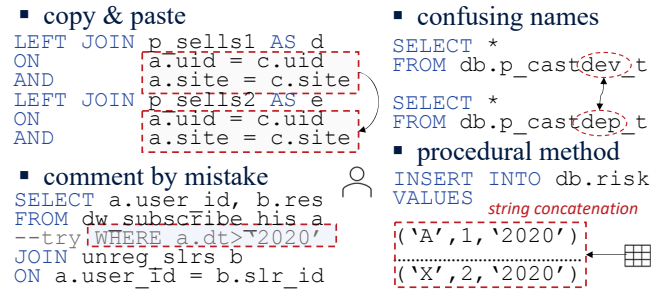 ▪ copy & paste
LEFT JOIN p_sells1 AS d
ON a.uid = c.uid
AND a.site = c.site
LEFT JOIN p_sells2 AS e
ON a.uid = c.uid
AND a.site = c.site
▪ comment by mistake
SELECT a.user_id, b.res
FROM dw_subscribe_his a
--try WHERE a.dt>‘2020’
JOIN unreg_slrs b
ON a.user_id = b.slr_id
▪ confusing names
SELECT *
FROM db.p_castdev_t
SELECT *
FROM db.p_castdep_t
▪ procedural method
INSERT INTO db.risk
VALUES
string concatenation
(‘A’,1,‘2020’)
(‘X’,2,‘2020’)